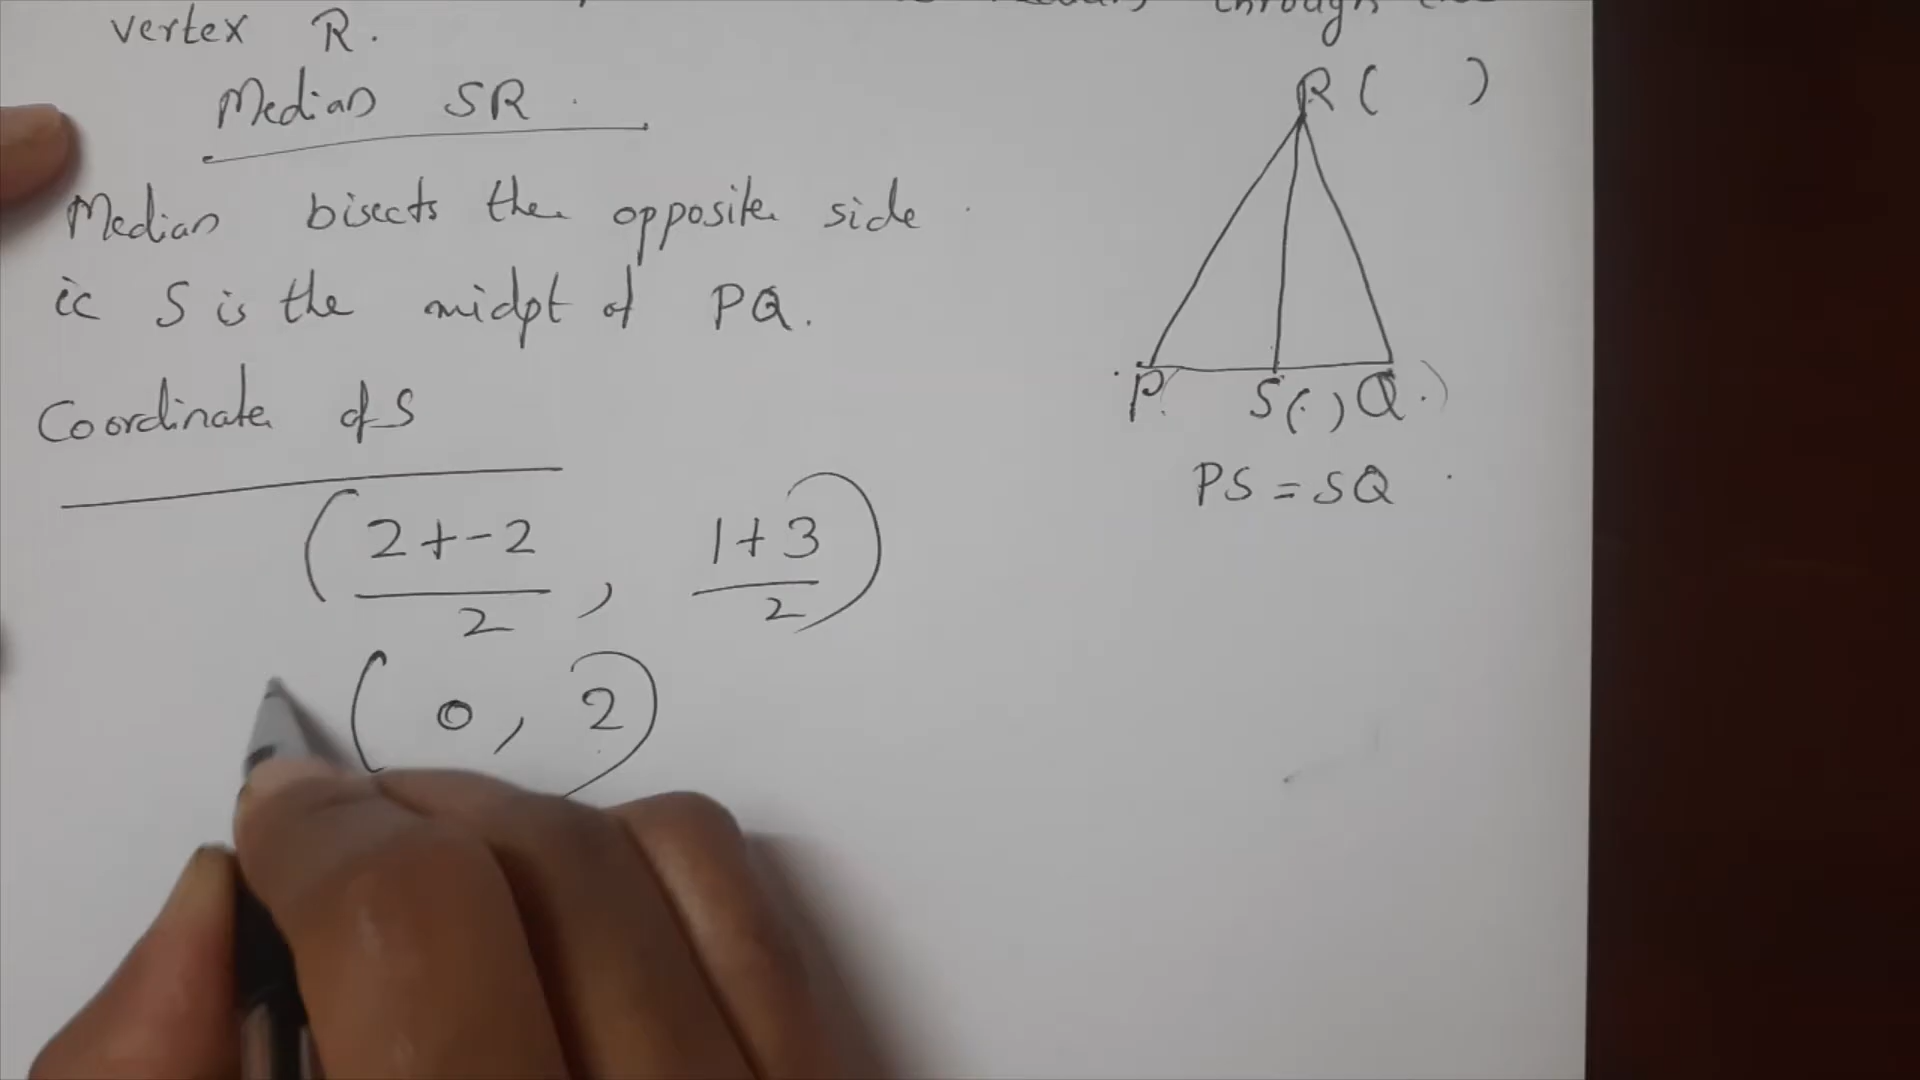 through
vertex R.
Median SR.
Median bisects the opposite side
ie S is the midpt of PQ.
Coordinate of S
(2+-2/2, 1+3/2)
(0, 2)
R( )
P S( ) Q
PS = SQ